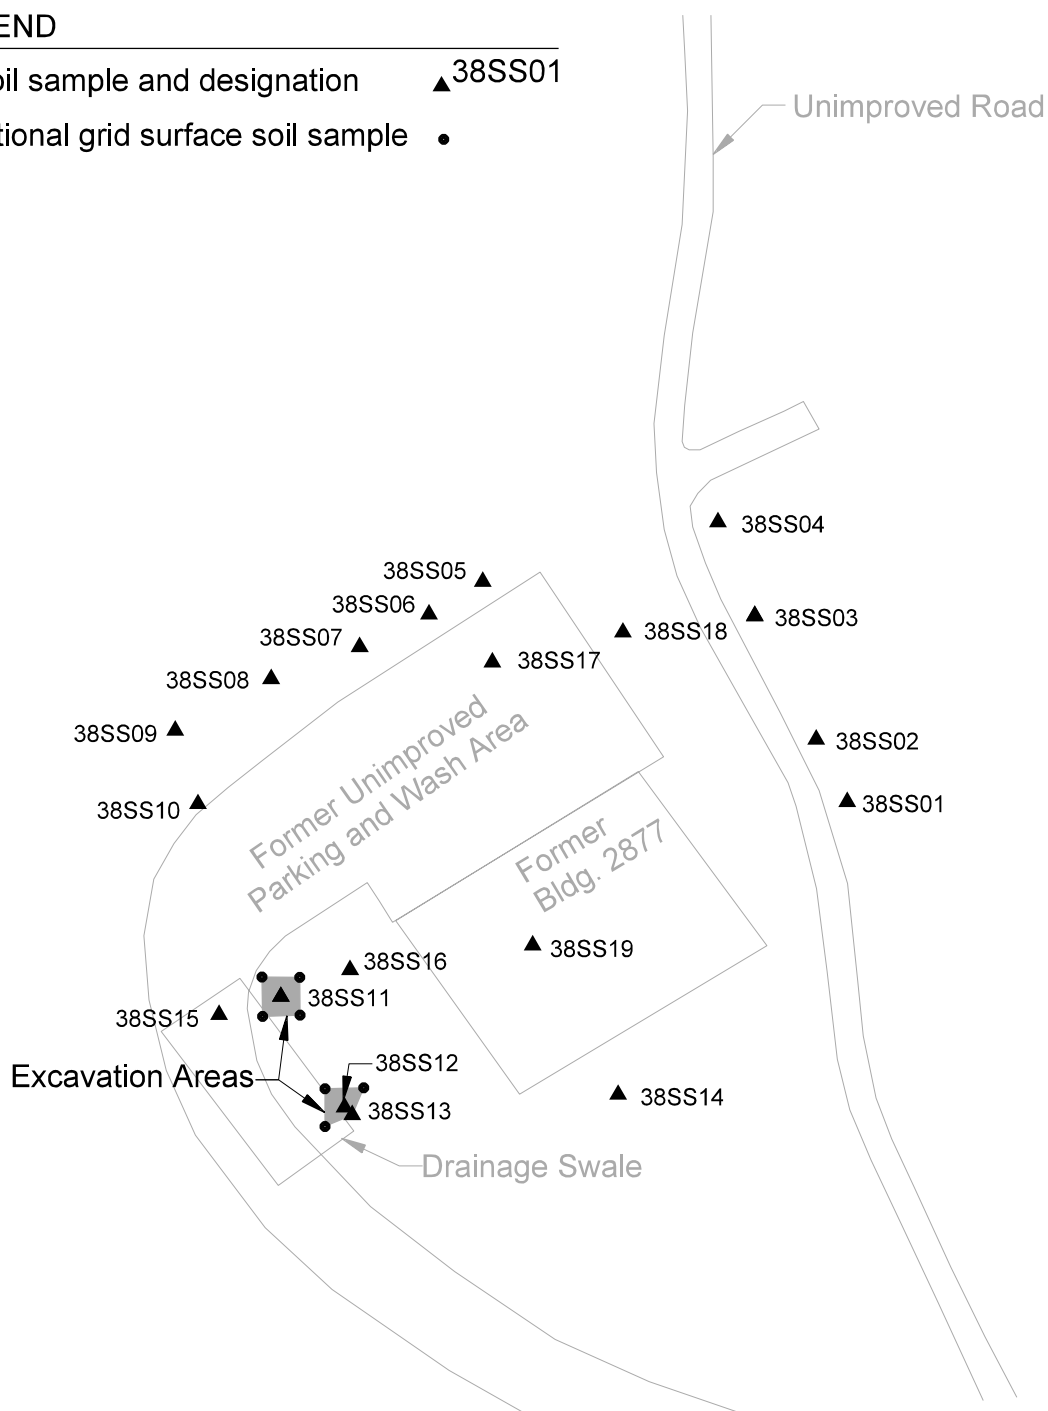 END
oil sample and designation 38SS01
tional grid surface soil sample
Unimproved Road
38SS04
38SS05
38SS06
38SS03
38SS07
38SS18
38SS17
38SS08
38SS09
38SS02
38SS10
38SS01
Former Unimproved
Parking and Wash Area
Former
Bldg. 2877
38SS19
38SS16
38SS11
38SS15
Excavation Areas
38SS12
38SS13
38SS14
Drainage Swale